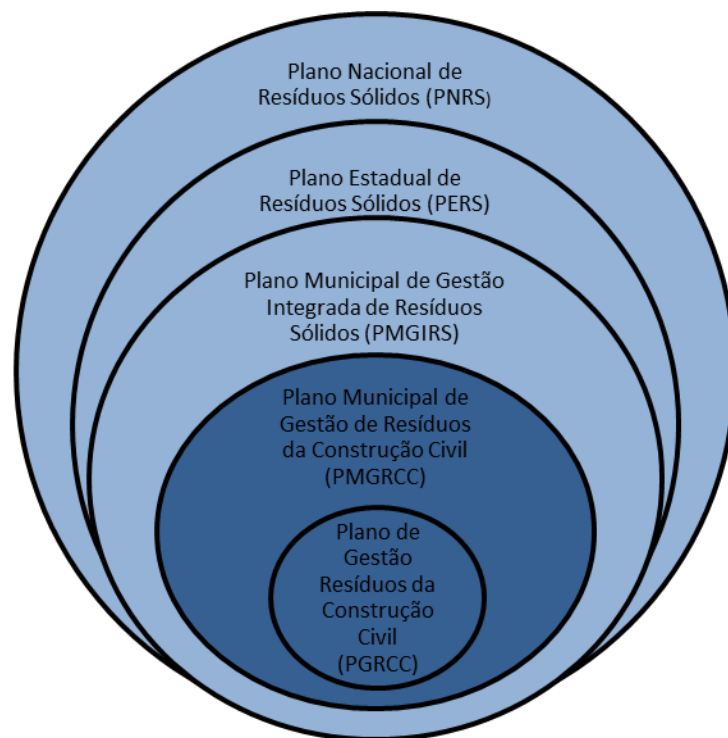 Plano Nacional de
Resíduos Sólidos (PNRS)
Plano Estadual de
Resíduos Sólidos (PERS)
Plano Municipal de Gestão
Integrada de Resíduos
Sólidos (PMGIRS)
Plano Municipal de
Gestão de Resíduos
da Construção Civil
(PMGRCC)
Plano de
Gestão
Resíduos da
Construção
Civil
(PGRCC)